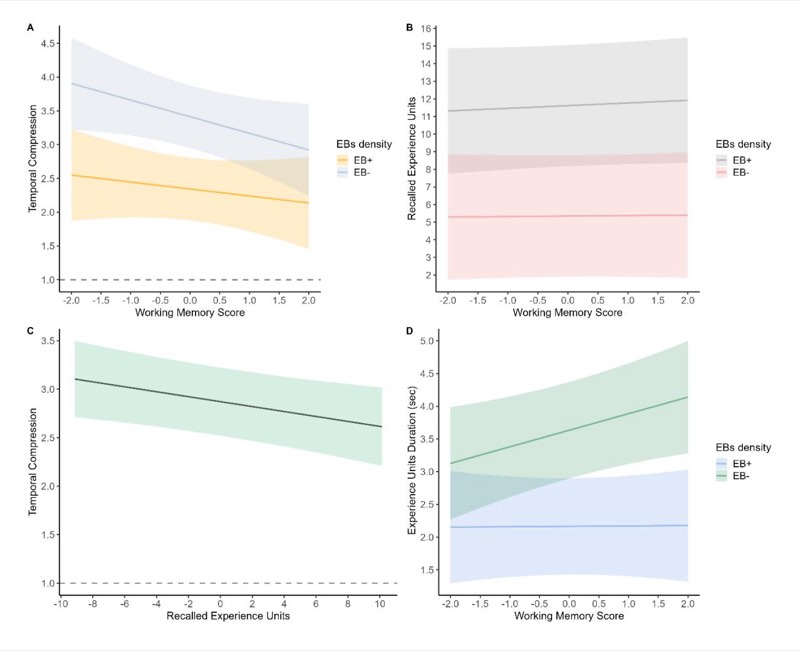 A
Temporal Compression
4.5
4.0
3.5
3.0
2.5
2.0
1.5
1.0
-2.0 -1.5 -1.0 -0.5 0.0 0.5 1.0 1.5 2.0
Working Memory Score
EBs density
EB+
EB-
B
Recalled Experience Units
16
15
14
13
12
11
10
9
8
7
6
5
4
3
2
-2.0 -1.5 -1.0 -0.5 0.0 0.5 1.0 1.5 2.0
Working Memory Score
EBs density
EB+
EB-
C
Temporal Compression
3.5
3.0
2.5
2.0
1.5
1.0
-10 -8 -6 -4 -2 0 2 4 6 8 10
Recalled Experience Units
D
Experience Units Duration (sec)
5.0
4.5
4.0
3.5
3.0
2.5
2.0
1.5
-2.0 -1.5 -1.0 -0.5 0.0 0.5 1.0 1.5 2.0
Working Memory Score
EBs density
EB+
EB-